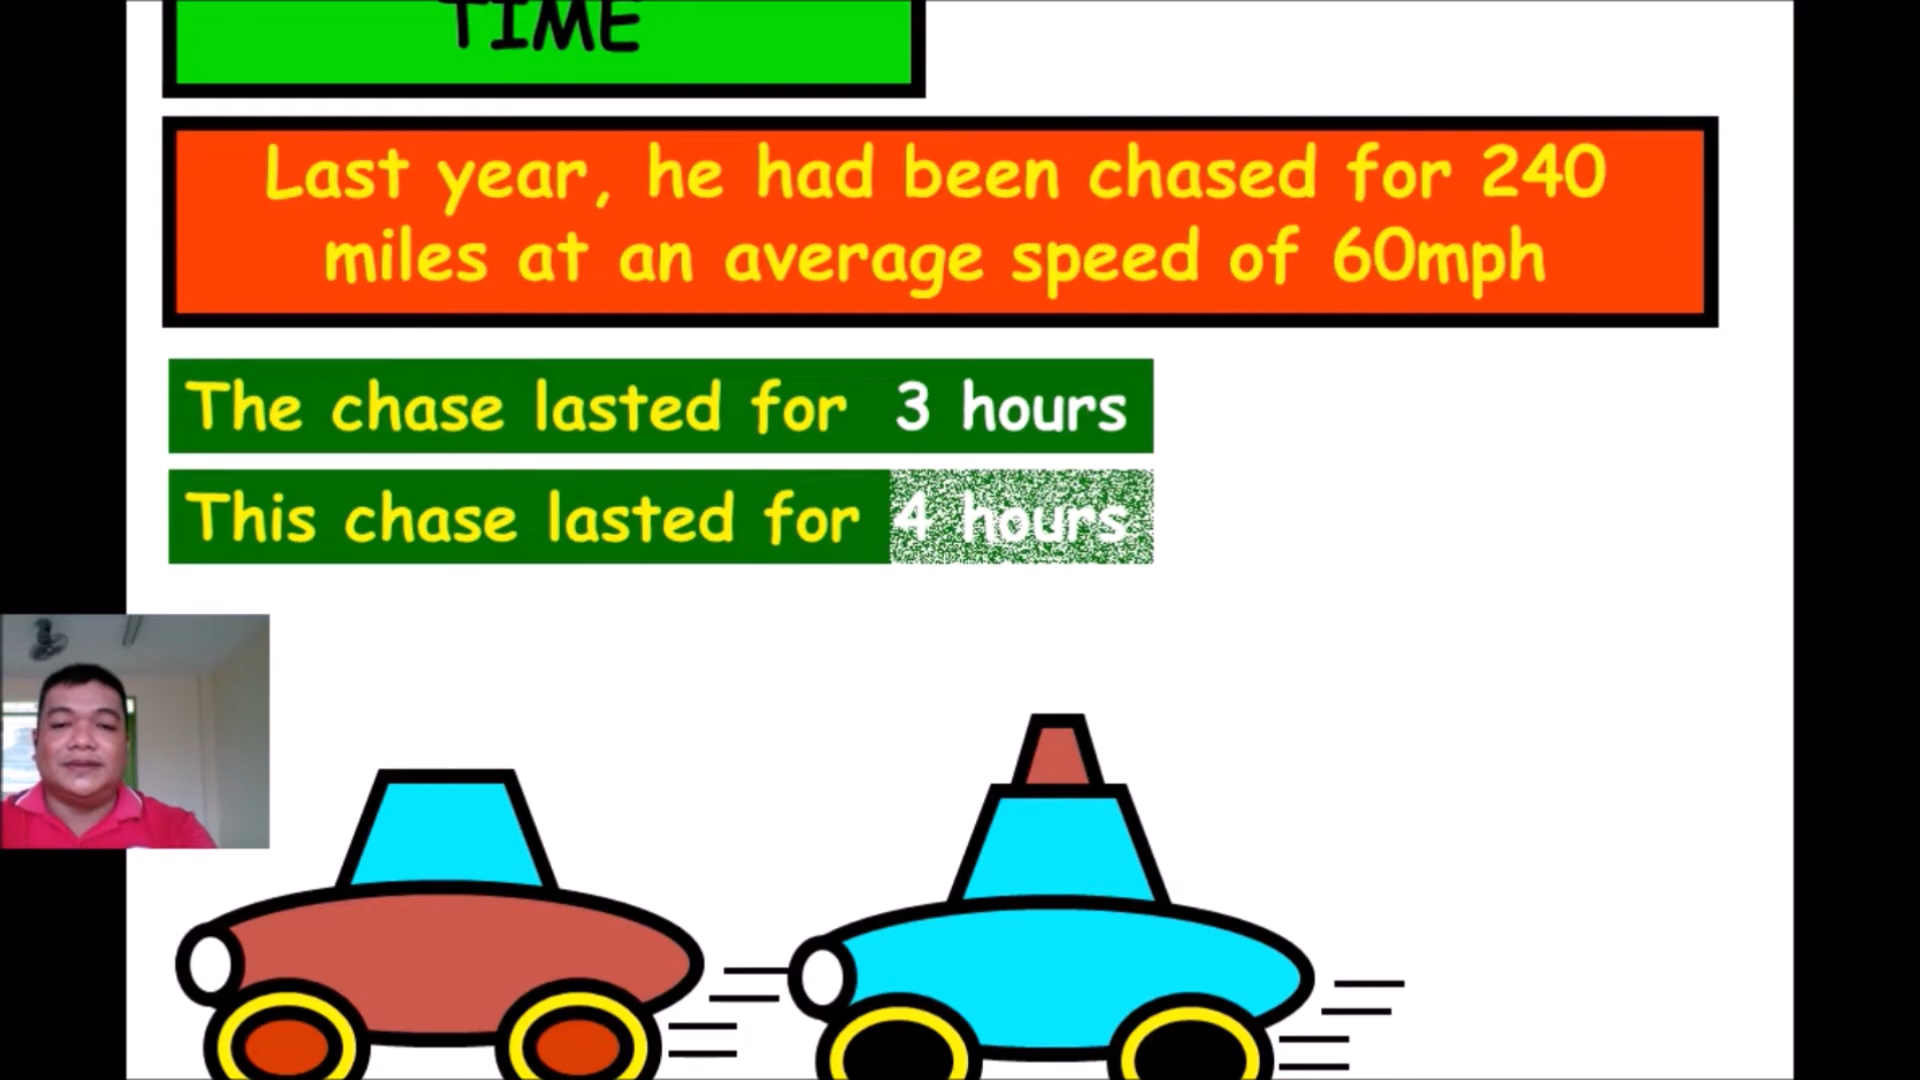 TIME
Last year, he had been chased for 240
miles at an average speed of 60mph
The chase lasted for 3 hours
This chase lasted for 4 hours